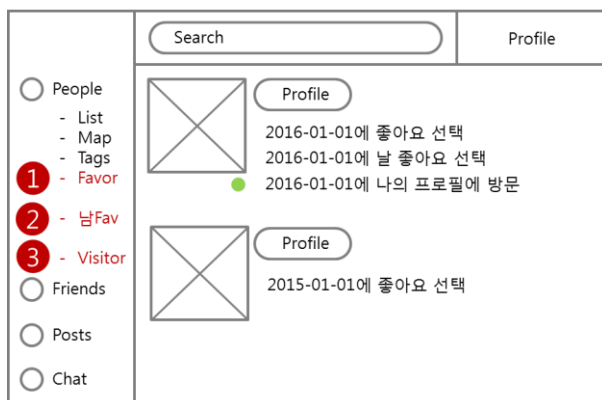 Search
Profile
People
- List
- Map
- Tags
1 - Favor
2 - 남Fav
3 - Visitor
Friends
Posts
Chat
Profile
2016-01-01에 좋아요 선택
2016-01-01에 날 좋아요 선택
2016-01-01에 나의 프로필에 방문
Profile
2015-01-01에 좋아요 선택